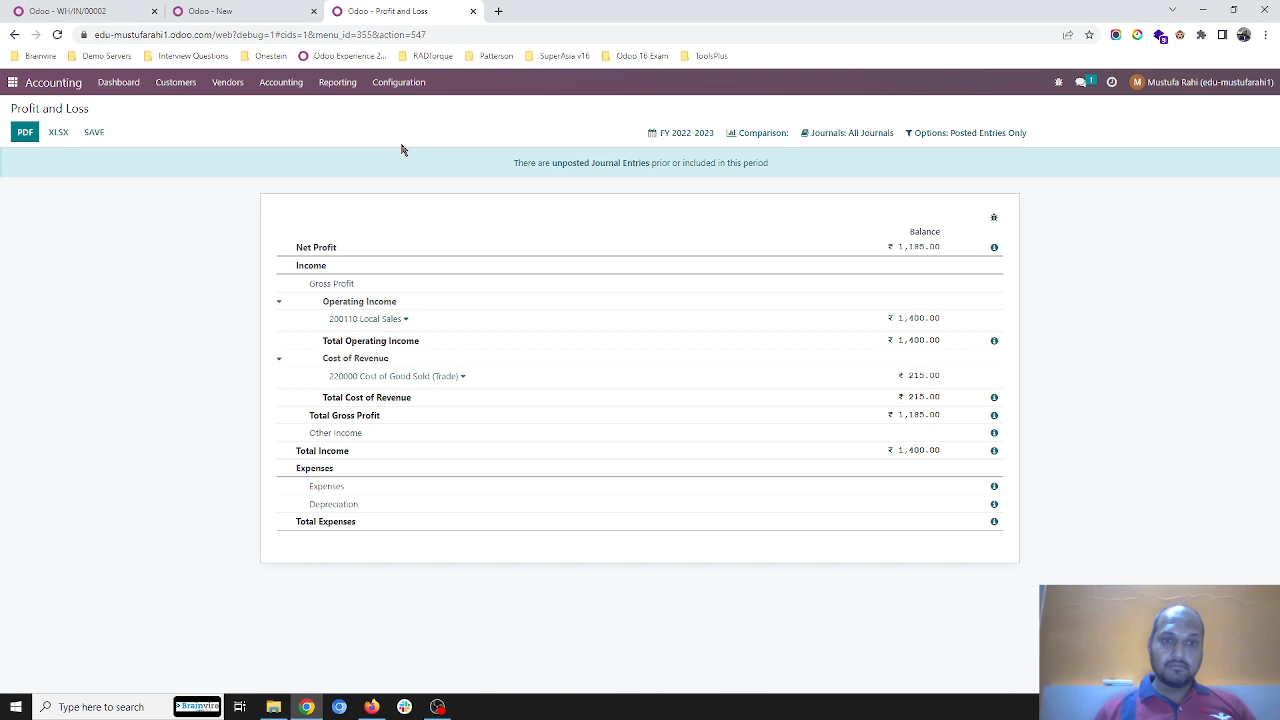 Odoo - WH/IN/00002
Odoo - New
Odoo - Profit and Loss
edu-mustufarahi1.odoo.com/web?debug=1#cids=1&menu_id=355&action=547
Brainvire Demo Servers Interview Questions Onestein Odoo Experience 2... RADTorque Patterson SuperAsia v16 Odoo 16 Exam ToolsPlus
Accounting Dashboard Customers Vendors Accounting Reporting Configuration 1 M Mustufa Rahi (edu-mustufarahi1)
Profit and Loss
PDF XLSX SAVE FY 2022-2023 Comparison: Journals: All Journals Options: Posted Entries Only
There are unposted Journal Entries prior or included in this period
Balance
Net Profit ₹ 1,185.00
Income
Gross Profit
Operating Income
200110 Local Sales ₹ 1,400.00
Total Operating Income ₹ 1,400.00
Cost of Revenue
220000 Cost of Good Sold (Trade) ₹ 215.00
Total Cost of Revenue ₹ 215.00
Total Gross Profit ₹ 1,185.00
Other Income
Total Income ₹ 1,400.00
Expenses
Expenses
Depreciation
Total Expenses
Type here to search Brainvire